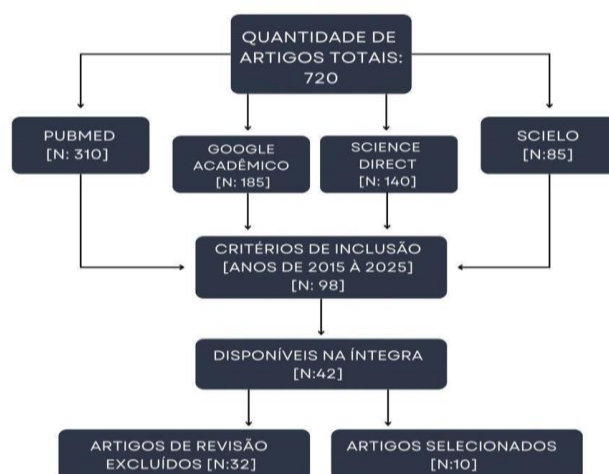 QUANTIDADE DE
ARTIGOS TOTAIS:
720
PUBMED
[N: 310]
GOOGLE
ACADÊMICO
[N: 185]
SCIENCE
DIRECT
[N: 140]
SCIELO
[N:85]
CRITÉRIOS DE INCLUSÃO
[ANOS DE 2015 À 2025]
[N: 98]
DISPONÍVEIS NA ÍNTEGRA
[N:42]
ARTIGOS DE REVISÃO
EXCLUÍDOS [N:32]
ARTIGOS SELECIONADOS
[N:10]